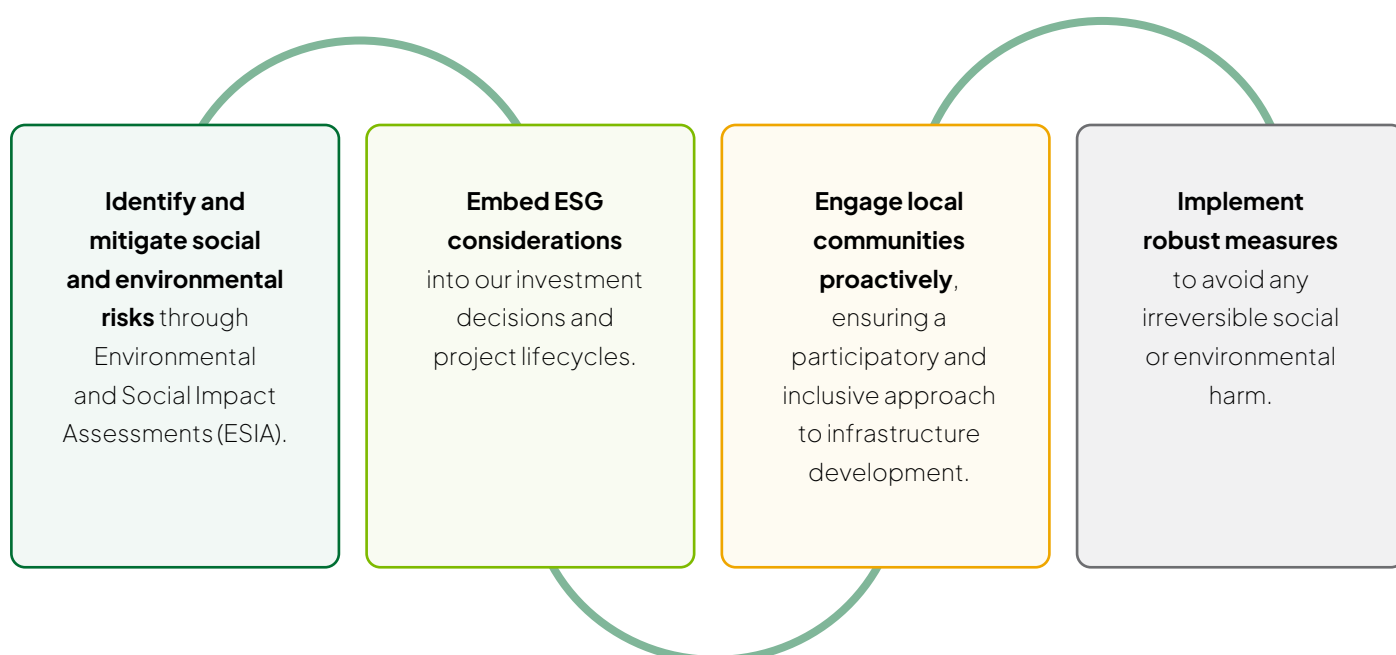 Identify and
mitigate social
and environmental
risks through
Environmental
and Social Impact
Assessments (ESIA).
Embed ESG
considerations
into our investment
decisions and
project lifecycles.
Engage local
communities
proactively,
ensuring a
participatory and
inclusive approach
to infrastructure
development.
Implement
robust measures
to avoid any
irreversible social
or environmental
harm.